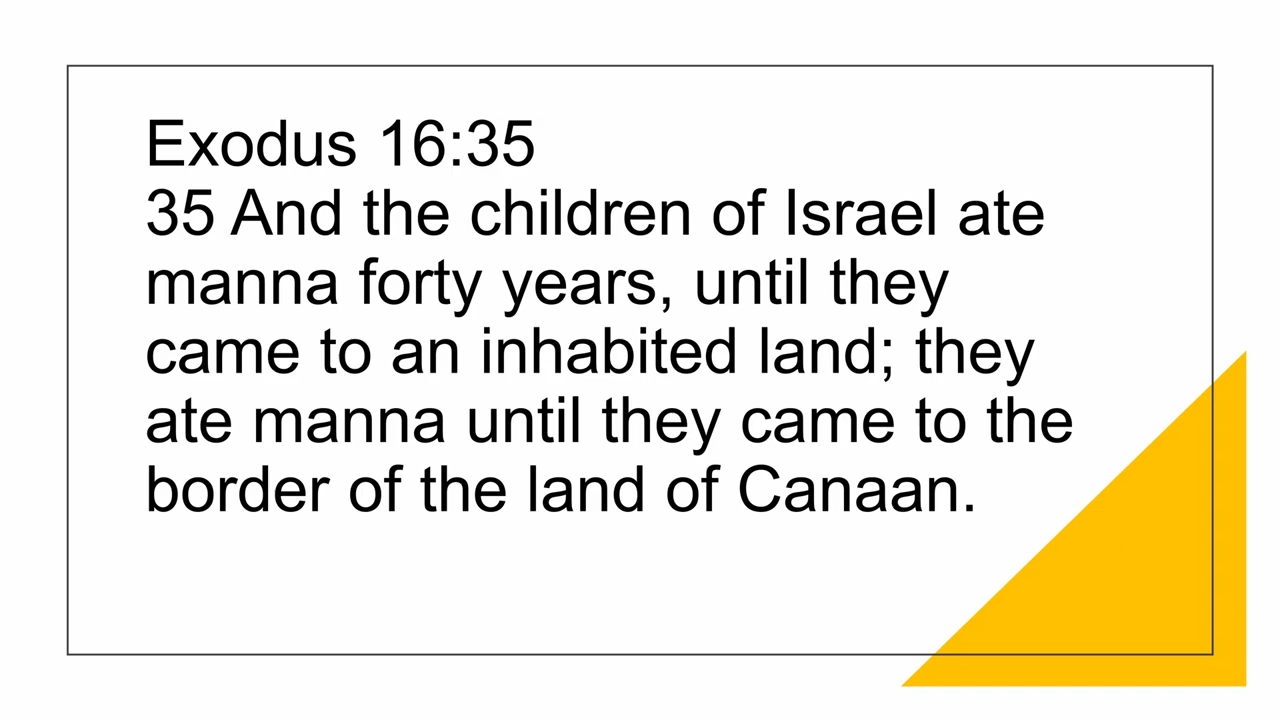 Exodus 16:35
35 And the children of Israel ate
manna forty years, until they
came to an inhabited land; they
ate manna until they came to the
border of the land of Canaan.